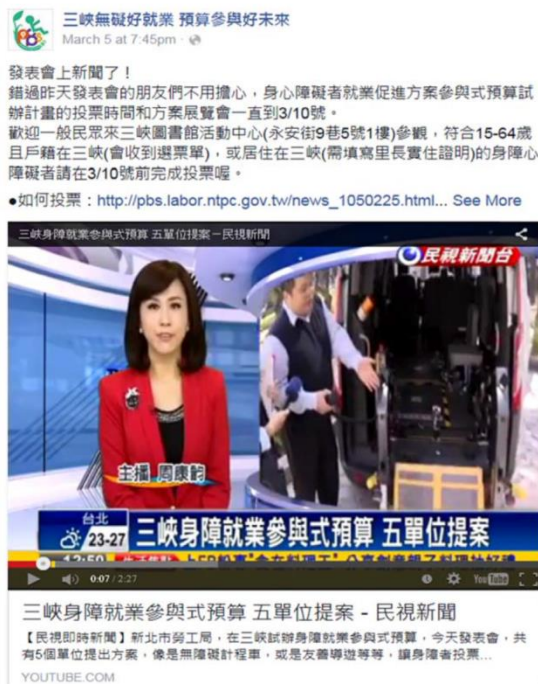 三峽無礙好就業 預算參與好未來
March 5 at 7:45pm
發表會上新聞了！
錯過昨天發表會的朋友們不用擔心，身心障礙者就業促進方案參與式預算試
辦計畫的投票時間和方案展覽會一直到3/10號。
歡迎一般民眾來三峽圖書館活動中心(永安街9巷5號1樓)參觀，符合15-64歲
且戶籍在三峽(會收到選票單)，或居住在三峽(需填寫里長實住證明)的身障心
障礙者請在3/10號前完成投票喔。
●如何投票：http://pbs.labor.ntpc.gov.tw/news_1050225.html... See More
三峽身障就業參與式預算 五單位提案－民視新聞
民視新聞台
主播 周康昀
台北
23-27
三峽身障就業參與式預算 五單位提案
12:50
0:07 / 2:27
YouTube
三峽身障就業參與式預算 五單位提案 - 民視新聞
【民視即時新聞】新北市勞工局，在三峽試辦身障就業參與式預算，今天發表會，共
有5個單位提出方案，像是無障礙計程車，或是友善導遊等等，讓身障者投票...
YOUTUBE.COM